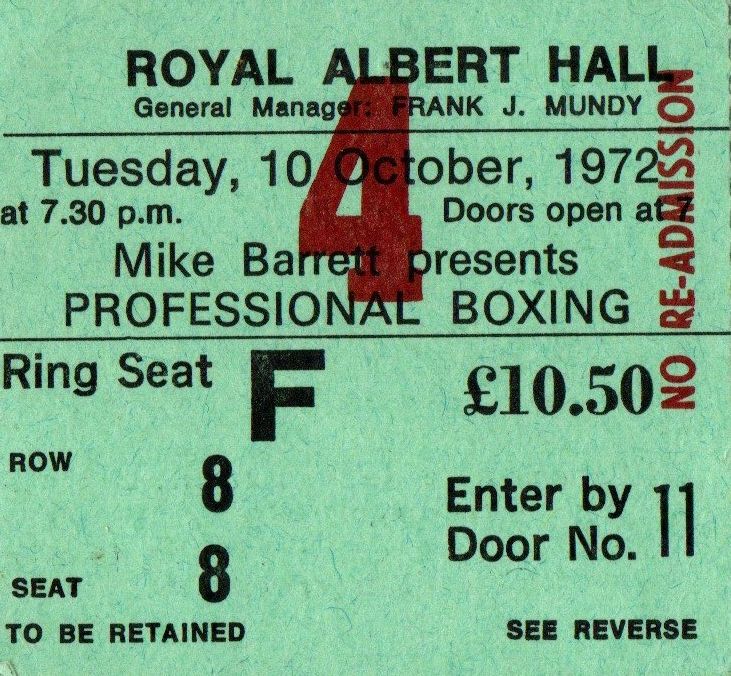 ROYAL ALBERT HALL
General Manager: FRANK J. MUNDY
Tuesday, 10 October, 1972
at 7.30 p.m. Doors open at 7
Mike Barrett presents
PROFESSIONAL BOXING
4
NO RE-ADMISSION
Ring Seat F £10.50
ROW 8
Enter by
Door No. 11
SEAT 8
TO BE RETAINED SEE REVERSE